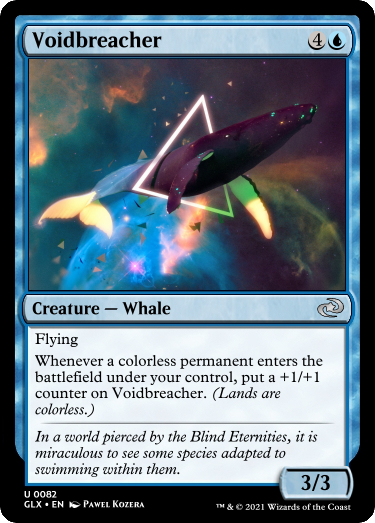 Voidbreacher 4
Creature — Whale
Flying
Whenever a colorless permanent enters the
battlefield under your control, put a +1/+1
counter on Voidbreacher. (Lands are
colorless.)
In a world pierced by the Blind Eternities, it is
miraculous to see some species adapted to
swimming within them.
3/3
U 0082
GLX • EN Pawel Kozera
™ & © 2021 Wizards of the Coast